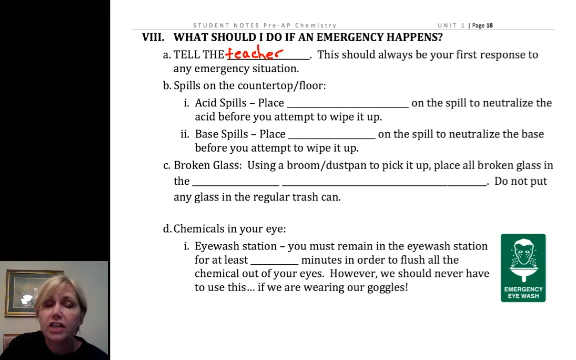 STUDENT NOTES Pre-AP Chemistry UNIT 1 | Page 18
VIII. WHAT SHOULD I DO IF AN EMERGENCY HAPPENS?
a. TELL THE teacher. This should always be your first response to
any emergency situation.
b. Spills on the countertop/floor:
i. Acid Spills – Place ____________________ on the spill to neutralize the
acid before you attempt to wipe it up.
ii. Base Spills – Place ______________ on the spill to neutralize the base
before you attempt to wipe it up.
c. Broken Glass: Using a broom/dustpan to pick it up, place all broken glass in
the ______________ __________________________________. Do not put
any glass in the regular trash can.
d. Chemicals in your eye:
i. Eyewash station – you must remain in the eyewash station
for at least ________ minutes in order to flush all the
chemical out of your eyes. However, we should never have
to use this... if we are wearing our goggles!
EMERGENCY
EYE WASH